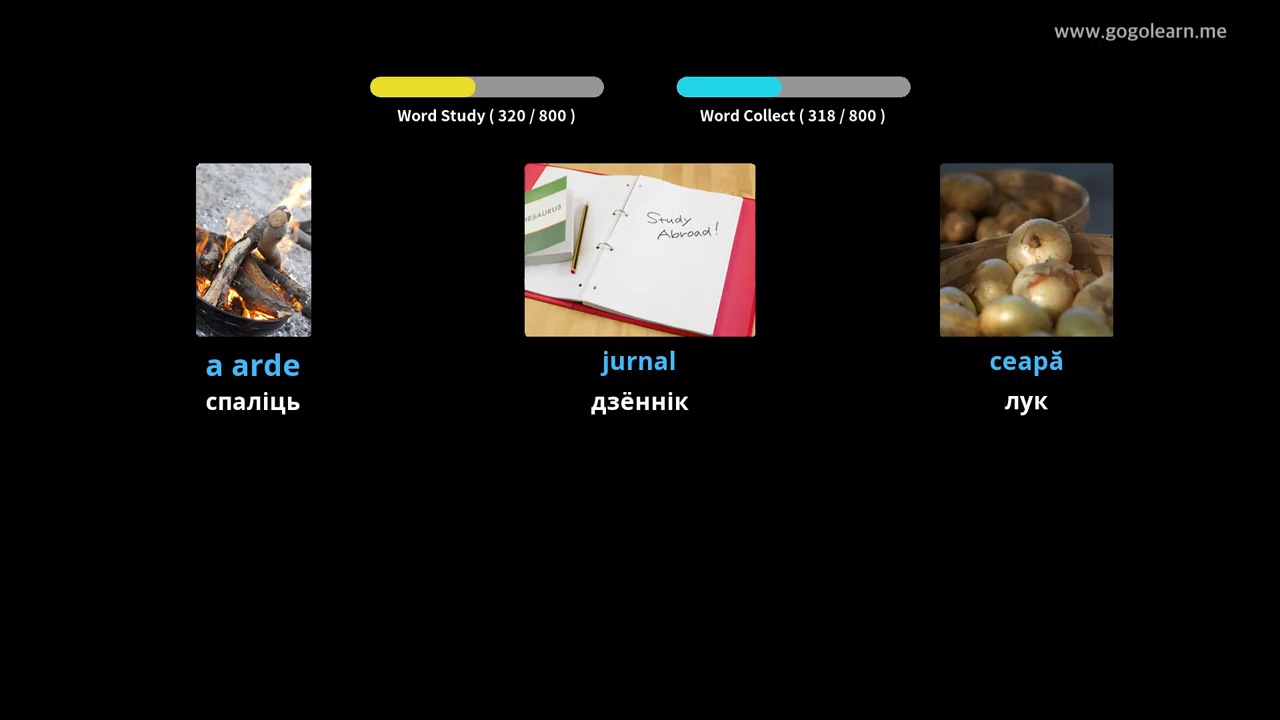 www.gogolearn.me
Word Study ( 320 / 800 )
Word Collect ( 318 / 800 )
HESAURUS
Study
Abroad!
a arde
jurnal
ceapă
спаліць
дзённік
лук